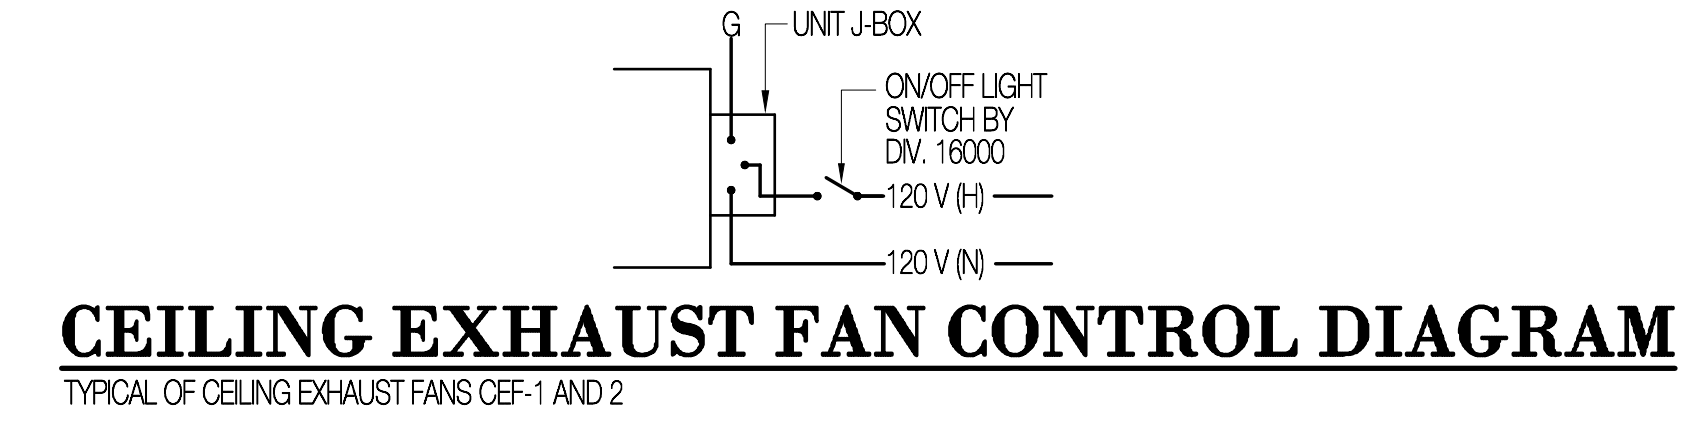 G
UNIT J-BOX
ON/OFF LIGHT
SWITCH BY
DIV. 16000
120 V (H)
120 V (N)
CEILING EXHAUST FAN CONTROL DIAGRAM
TYPICAL OF CEILING EXHAUST FANS CEF-1 AND 2